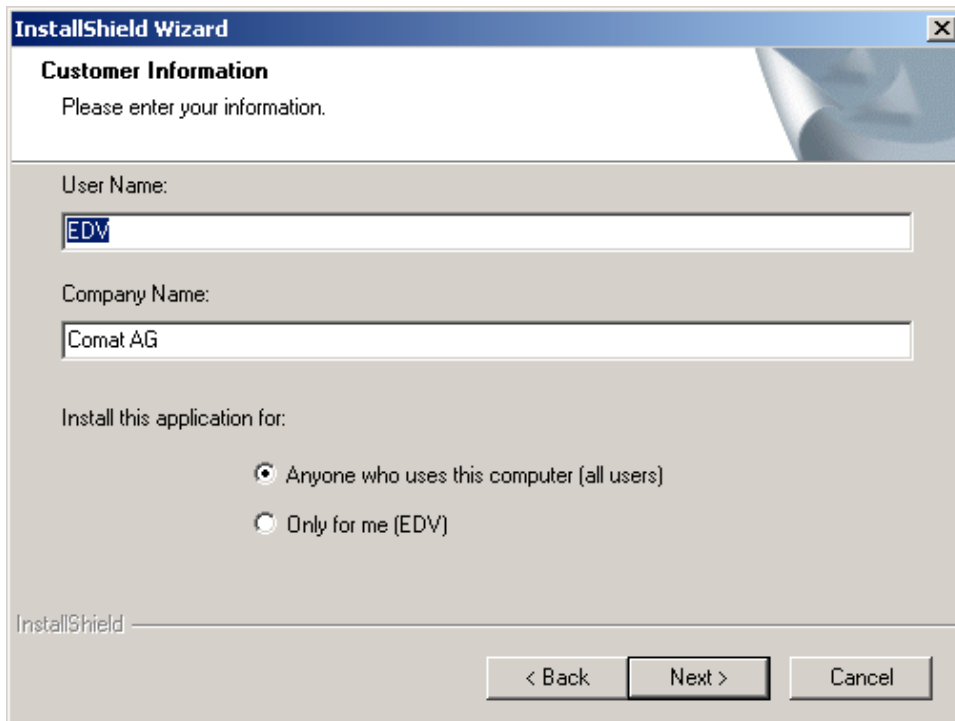 InstallShield Wizard
Customer Information
Please enter your information.
User Name:
EDV
Company Name:
Comat AG
Install this application for:
Anyone who uses this computer (all users)
Only for me (EDV)
InstallShield
< Back Next > Cancel